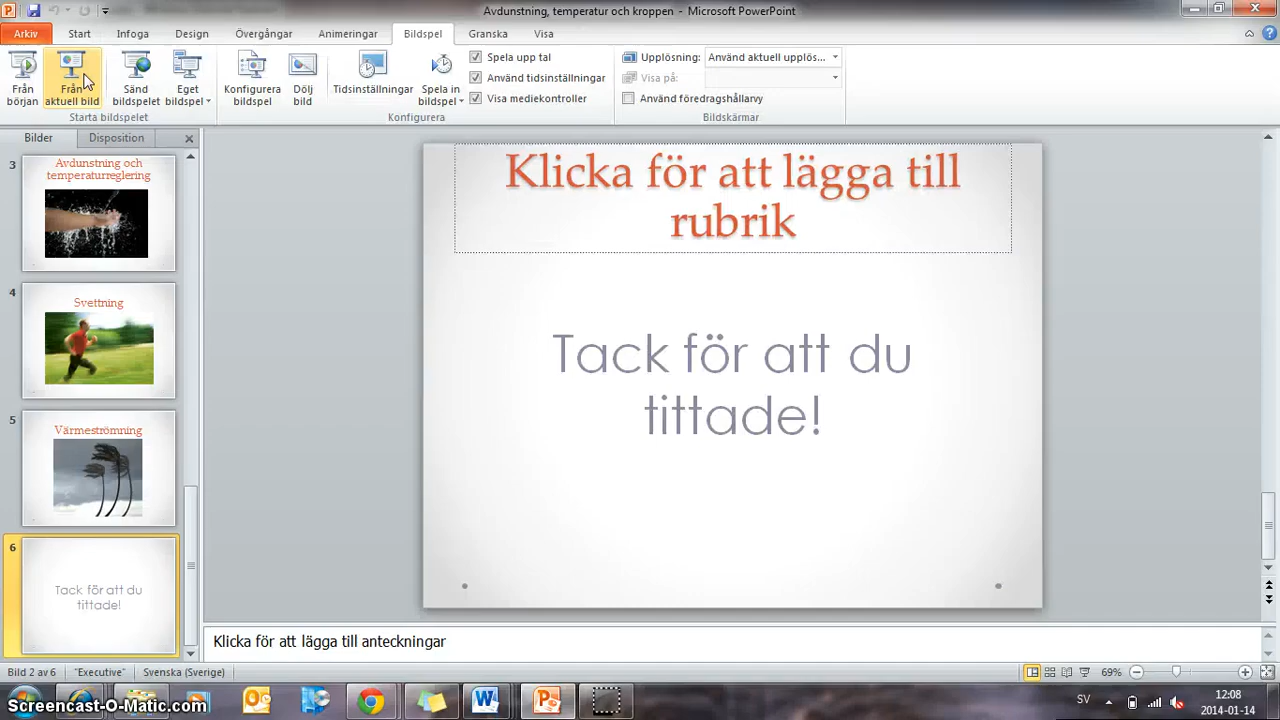 Avdunstning, temperatur och kroppen - Microsoft PowerPoint
Arkiv Start Infoga Design Övergångar Animeringar Bildspel Granska Visa
Från början
Från aktuell bild
Sänd bildspelet
Eget bildspel
Konfigurera bildspel
Dölj bild
Tidsinställningar
Spela in bildspel
Spela upp tal
Använd tidsinställningar
Visa mediekontroller
Upplösning: Använd aktuell upplös...
Visa på:
Använd föredragshållarvy
Starta bildspelet Konfigurera Bildskärmar
Bilder Disposition
3
Avdunstning och
temperaturreglering
4
Svettning
5
Värmeströmning
6
Tack för att du
tittade!
Klicka för att lägga till
rubrik
Tack för att du
tittade!
Klicka för att lägga till anteckningar
Bild 2 av 6 "Executive" Svenska (Sverige) 69%
SV 12:08
2014-01-14
Screencast-O-Matic.com